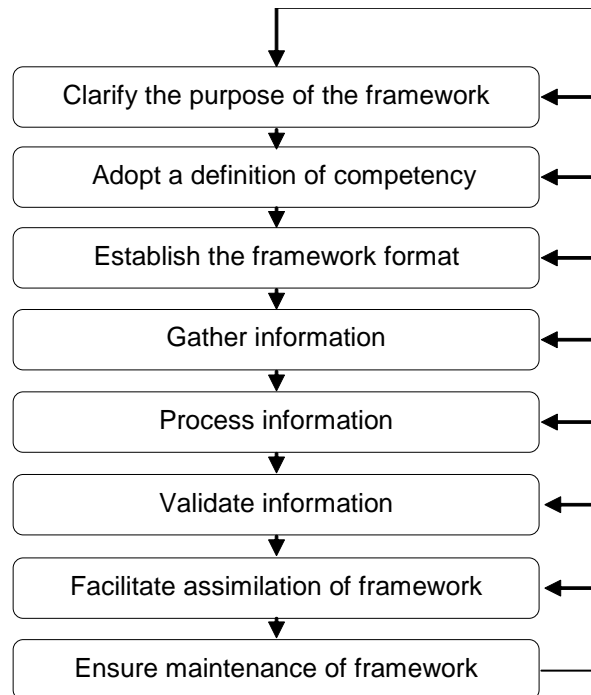 Clarify the purpose of the framework
Adopt a definition of competency
Establish the framework format
Gather information
Process information
Validate information
Facilitate assimilation of framework
Ensure maintenance of framework